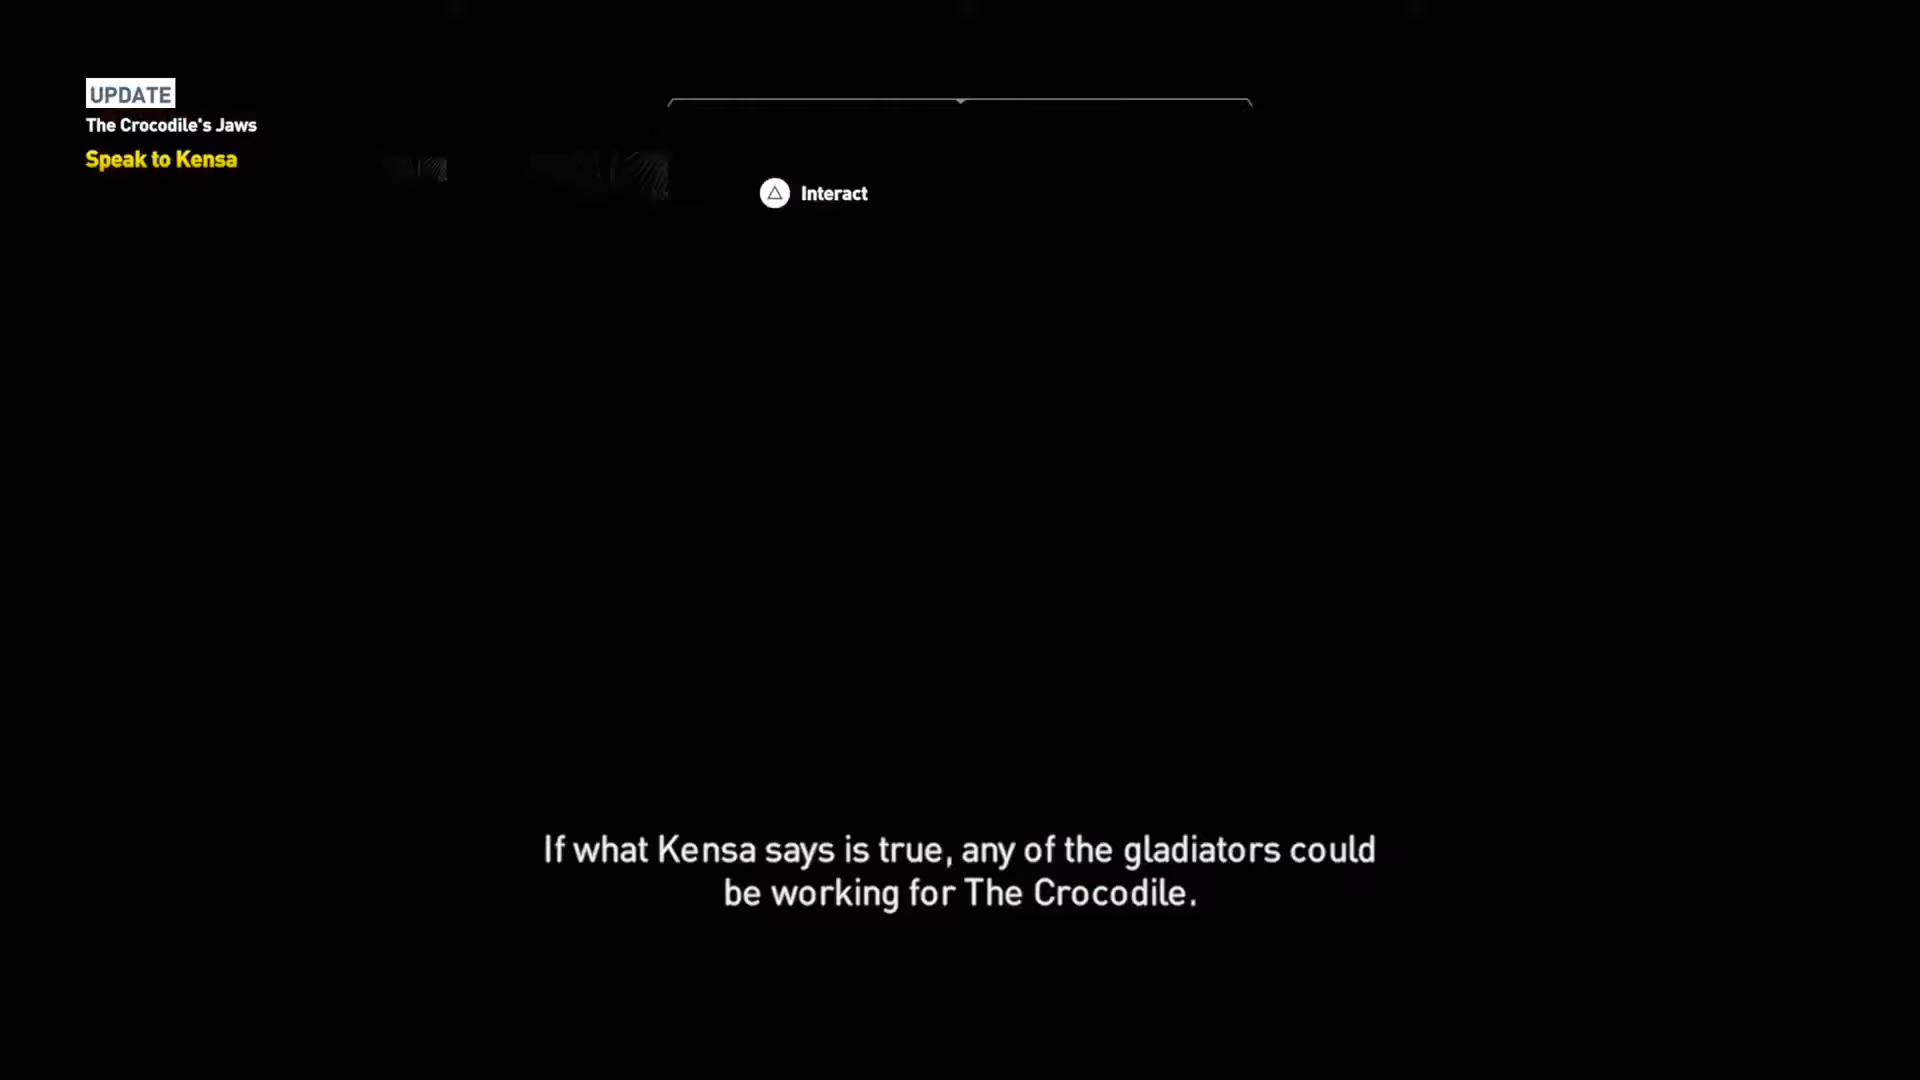 UPDATE
The Crocodile's Jaws
Speak to Kensa
Interact
If what Kensa says is true, any of the gladiators could
be working for The Crocodile.